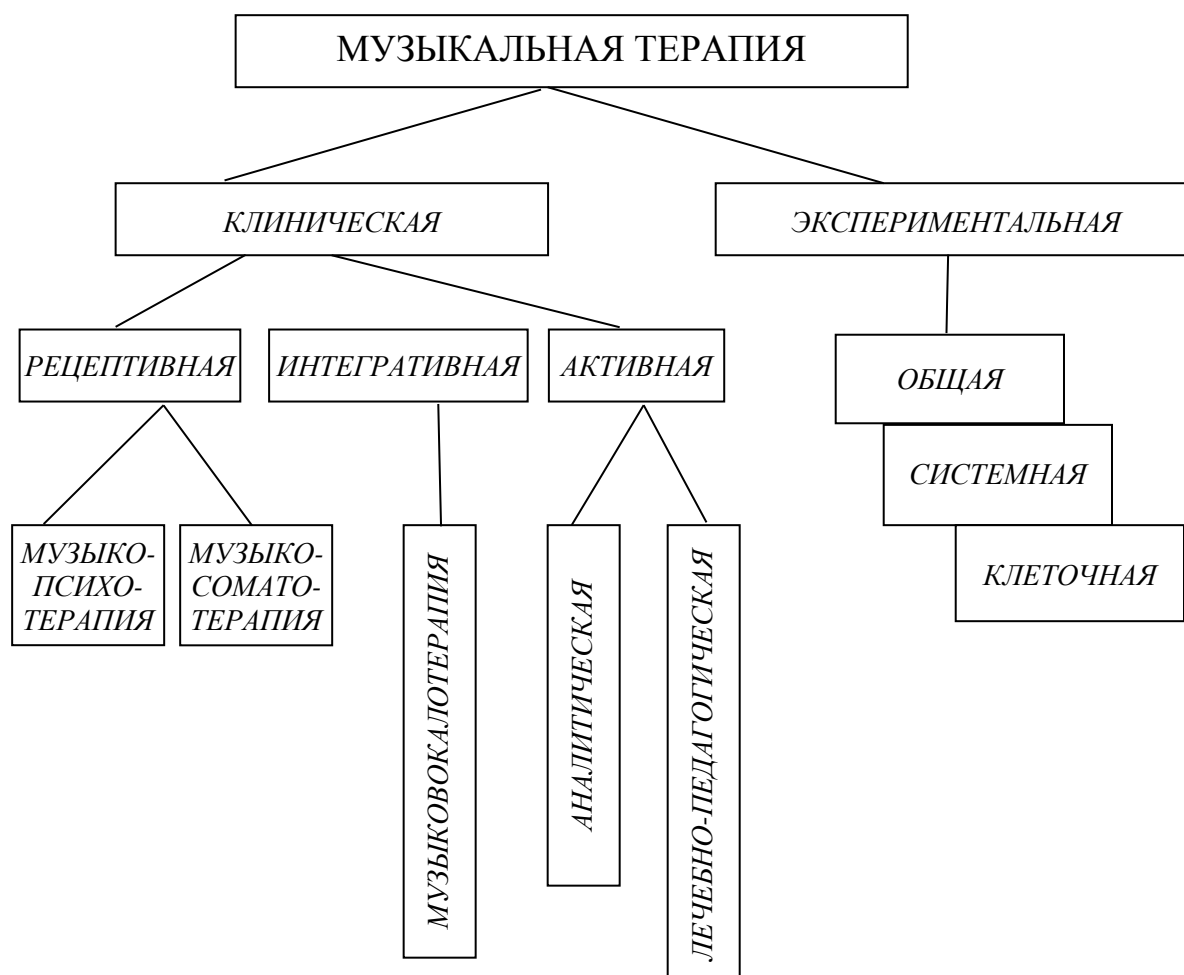 МУЗЫКАЛЬНАЯ ТЕРАПИЯ
КЛИНИЧЕСКАЯ
ЭКСПЕРИМЕНТАЛЬНАЯ
РЕЦЕПТИВНАЯ
ИНТЕГРАТИВНАЯ
АКТИВНАЯ
ОБЩАЯ
СИСТЕМНАЯ
КЛЕТОЧНАЯ
МУЗЫКО-
ПСИХО-
ТЕРАПИЯ
МУЗЫКО-
СОМАТО-
ТЕРАПИЯ
МУЗЫКОВОКАЛОТЕРАПИЯ
АНАЛИТИЧЕСКАЯ
ЛЕЧЕБНО-ПЕДАГОГИЧЕСКАЯ